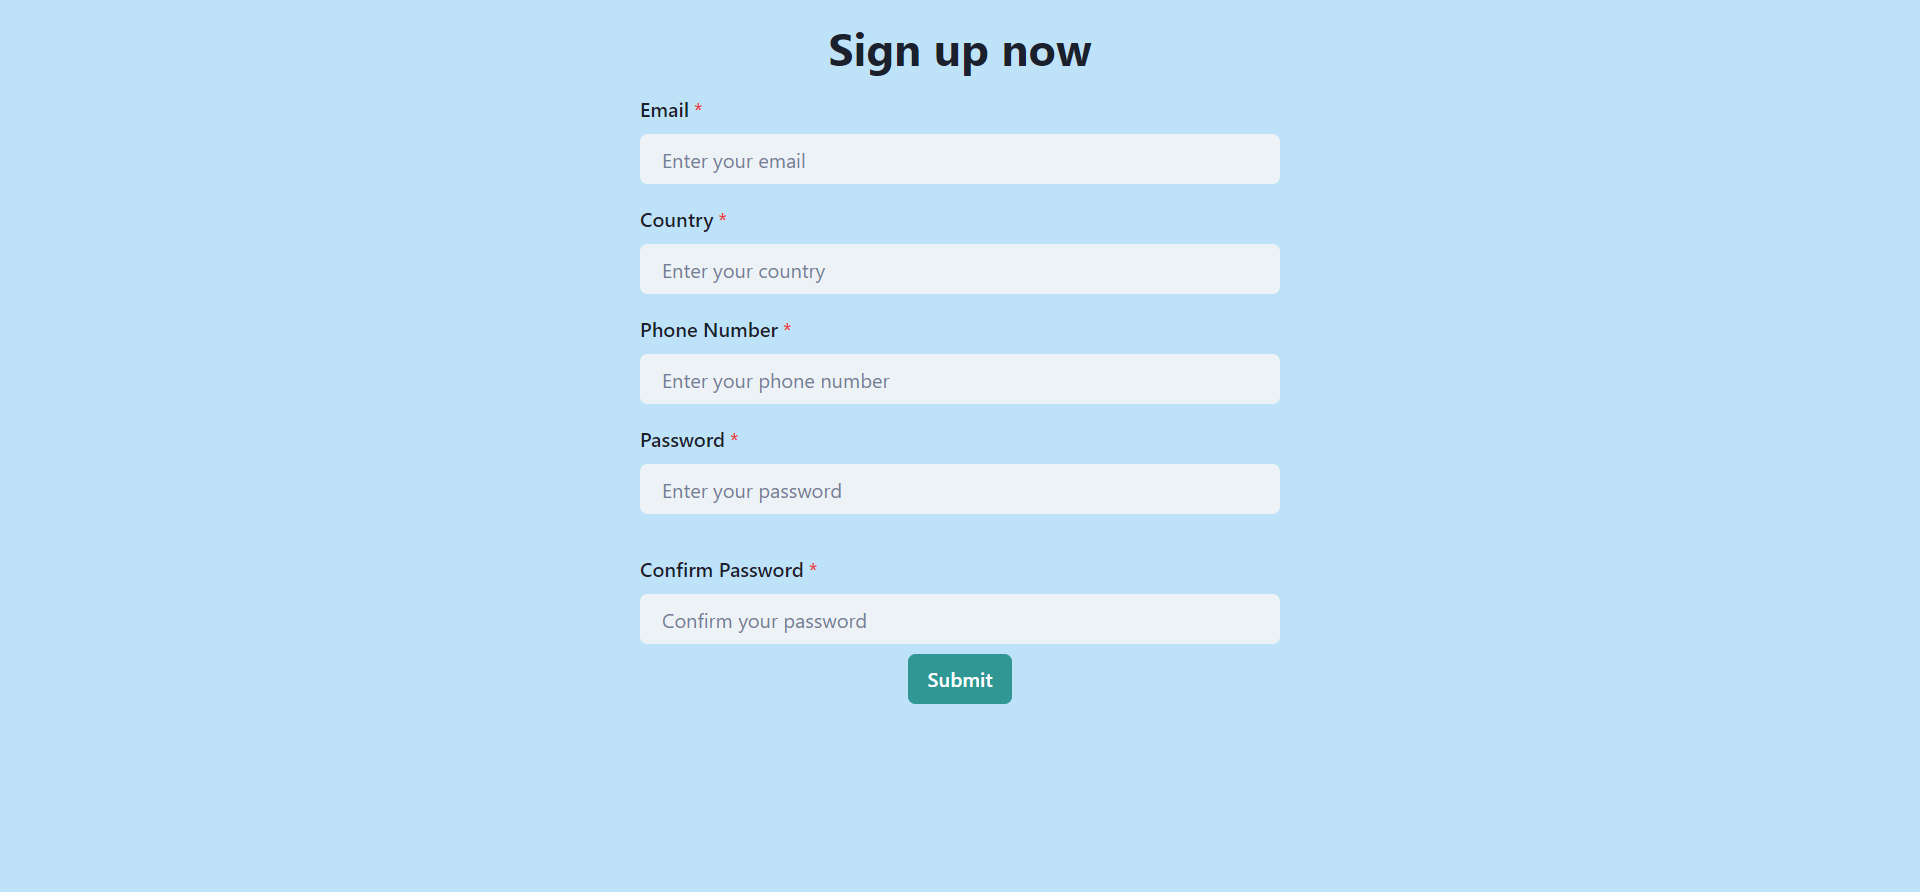 Sign up now
Email *
Enter your email
Country *
Enter your country
Phone Number *
Enter your phone number
Password *
Enter your password
Confirm Password *
Confirm your password
Submit